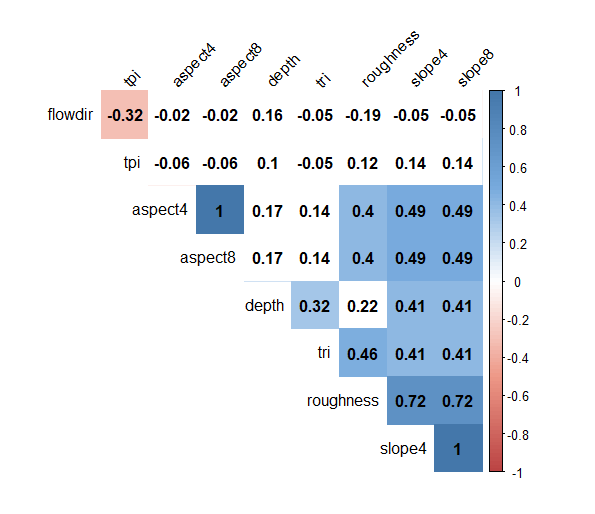 tpi aspect4 aspect8 depth tri roughness slope4 slope8
flowdir -0.32 -0.02 -0.02 0.16 -0.05 -0.19 -0.05 -0.05
tpi -0.06 -0.06 0.1 -0.05 0.12 0.14 0.14
aspect4 1 0.17 0.14 0.4 0.49 0.49
aspect8 0.17 0.14 0.4 0.49 0.49
depth 0.32 0.22 0.41 0.41
tri 0.46 0.41 0.41
roughness 0.72 0.72
slope4 1
1
0.8
0.6
0.4
0.2
0
-0.2
-0.4
-0.6
-0.8
-1